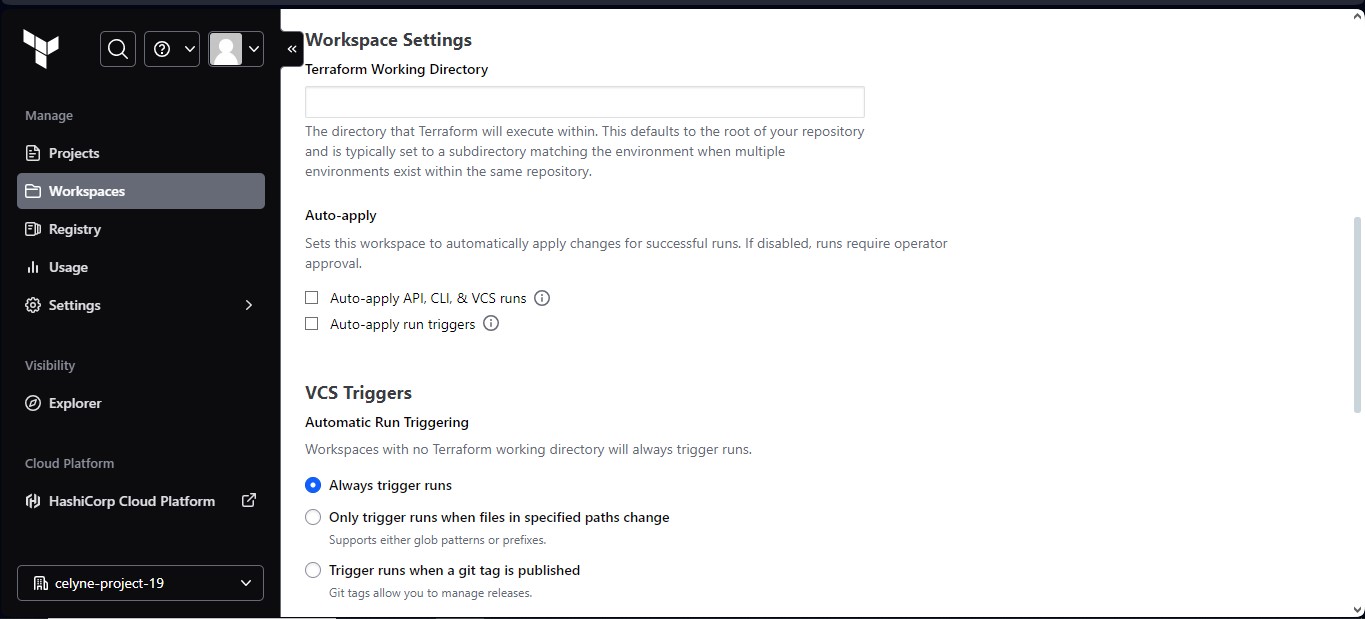 Manage
Projects
Workspaces
Registry
Usage
Settings
Visibility
Explorer
Cloud Platform
HashiCorp Cloud Platform
celyne-project-19
Workspace Settings
Terraform Working Directory
The directory that Terraform will execute within. This defaults to the root of your repository
and is typically set to a subdirectory matching the environment when multiple
environments exist within the same repository.
Auto-apply
Sets this workspace to automatically apply changes for successful runs. If disabled, runs require operator
approval.
Auto-apply API, CLI, & VCS runs
Auto-apply run triggers
VCS Triggers
Automatic Run Triggering
Workspaces with no Terraform working directory will always trigger runs.
Always trigger runs
Only trigger runs when files in specified paths change
Supports either glob patterns or prefixes.
Trigger runs when a git tag is published
Git tags allow you to manage releases.